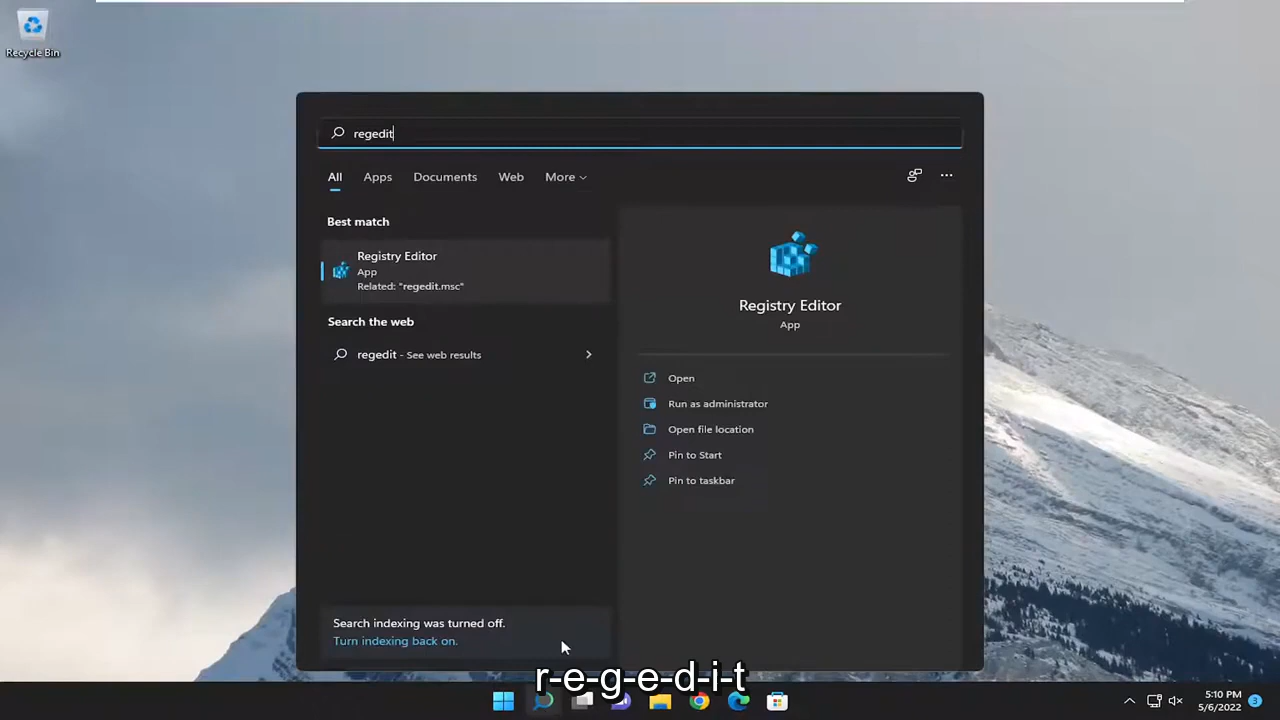 Recycle Bin
regedit
All Apps Documents Web More
Best match
Registry Editor
App
Related: "regedit.msc"
Search the web
regedit - See web results
Registry Editor
App
Open
Run as administrator
Open file location
Pin to Start
Pin to taskbar
Search indexing was turned off.
Turn indexing back on.
r-e-g-e-d-i-t
5:10 PM
5/6/2022
3